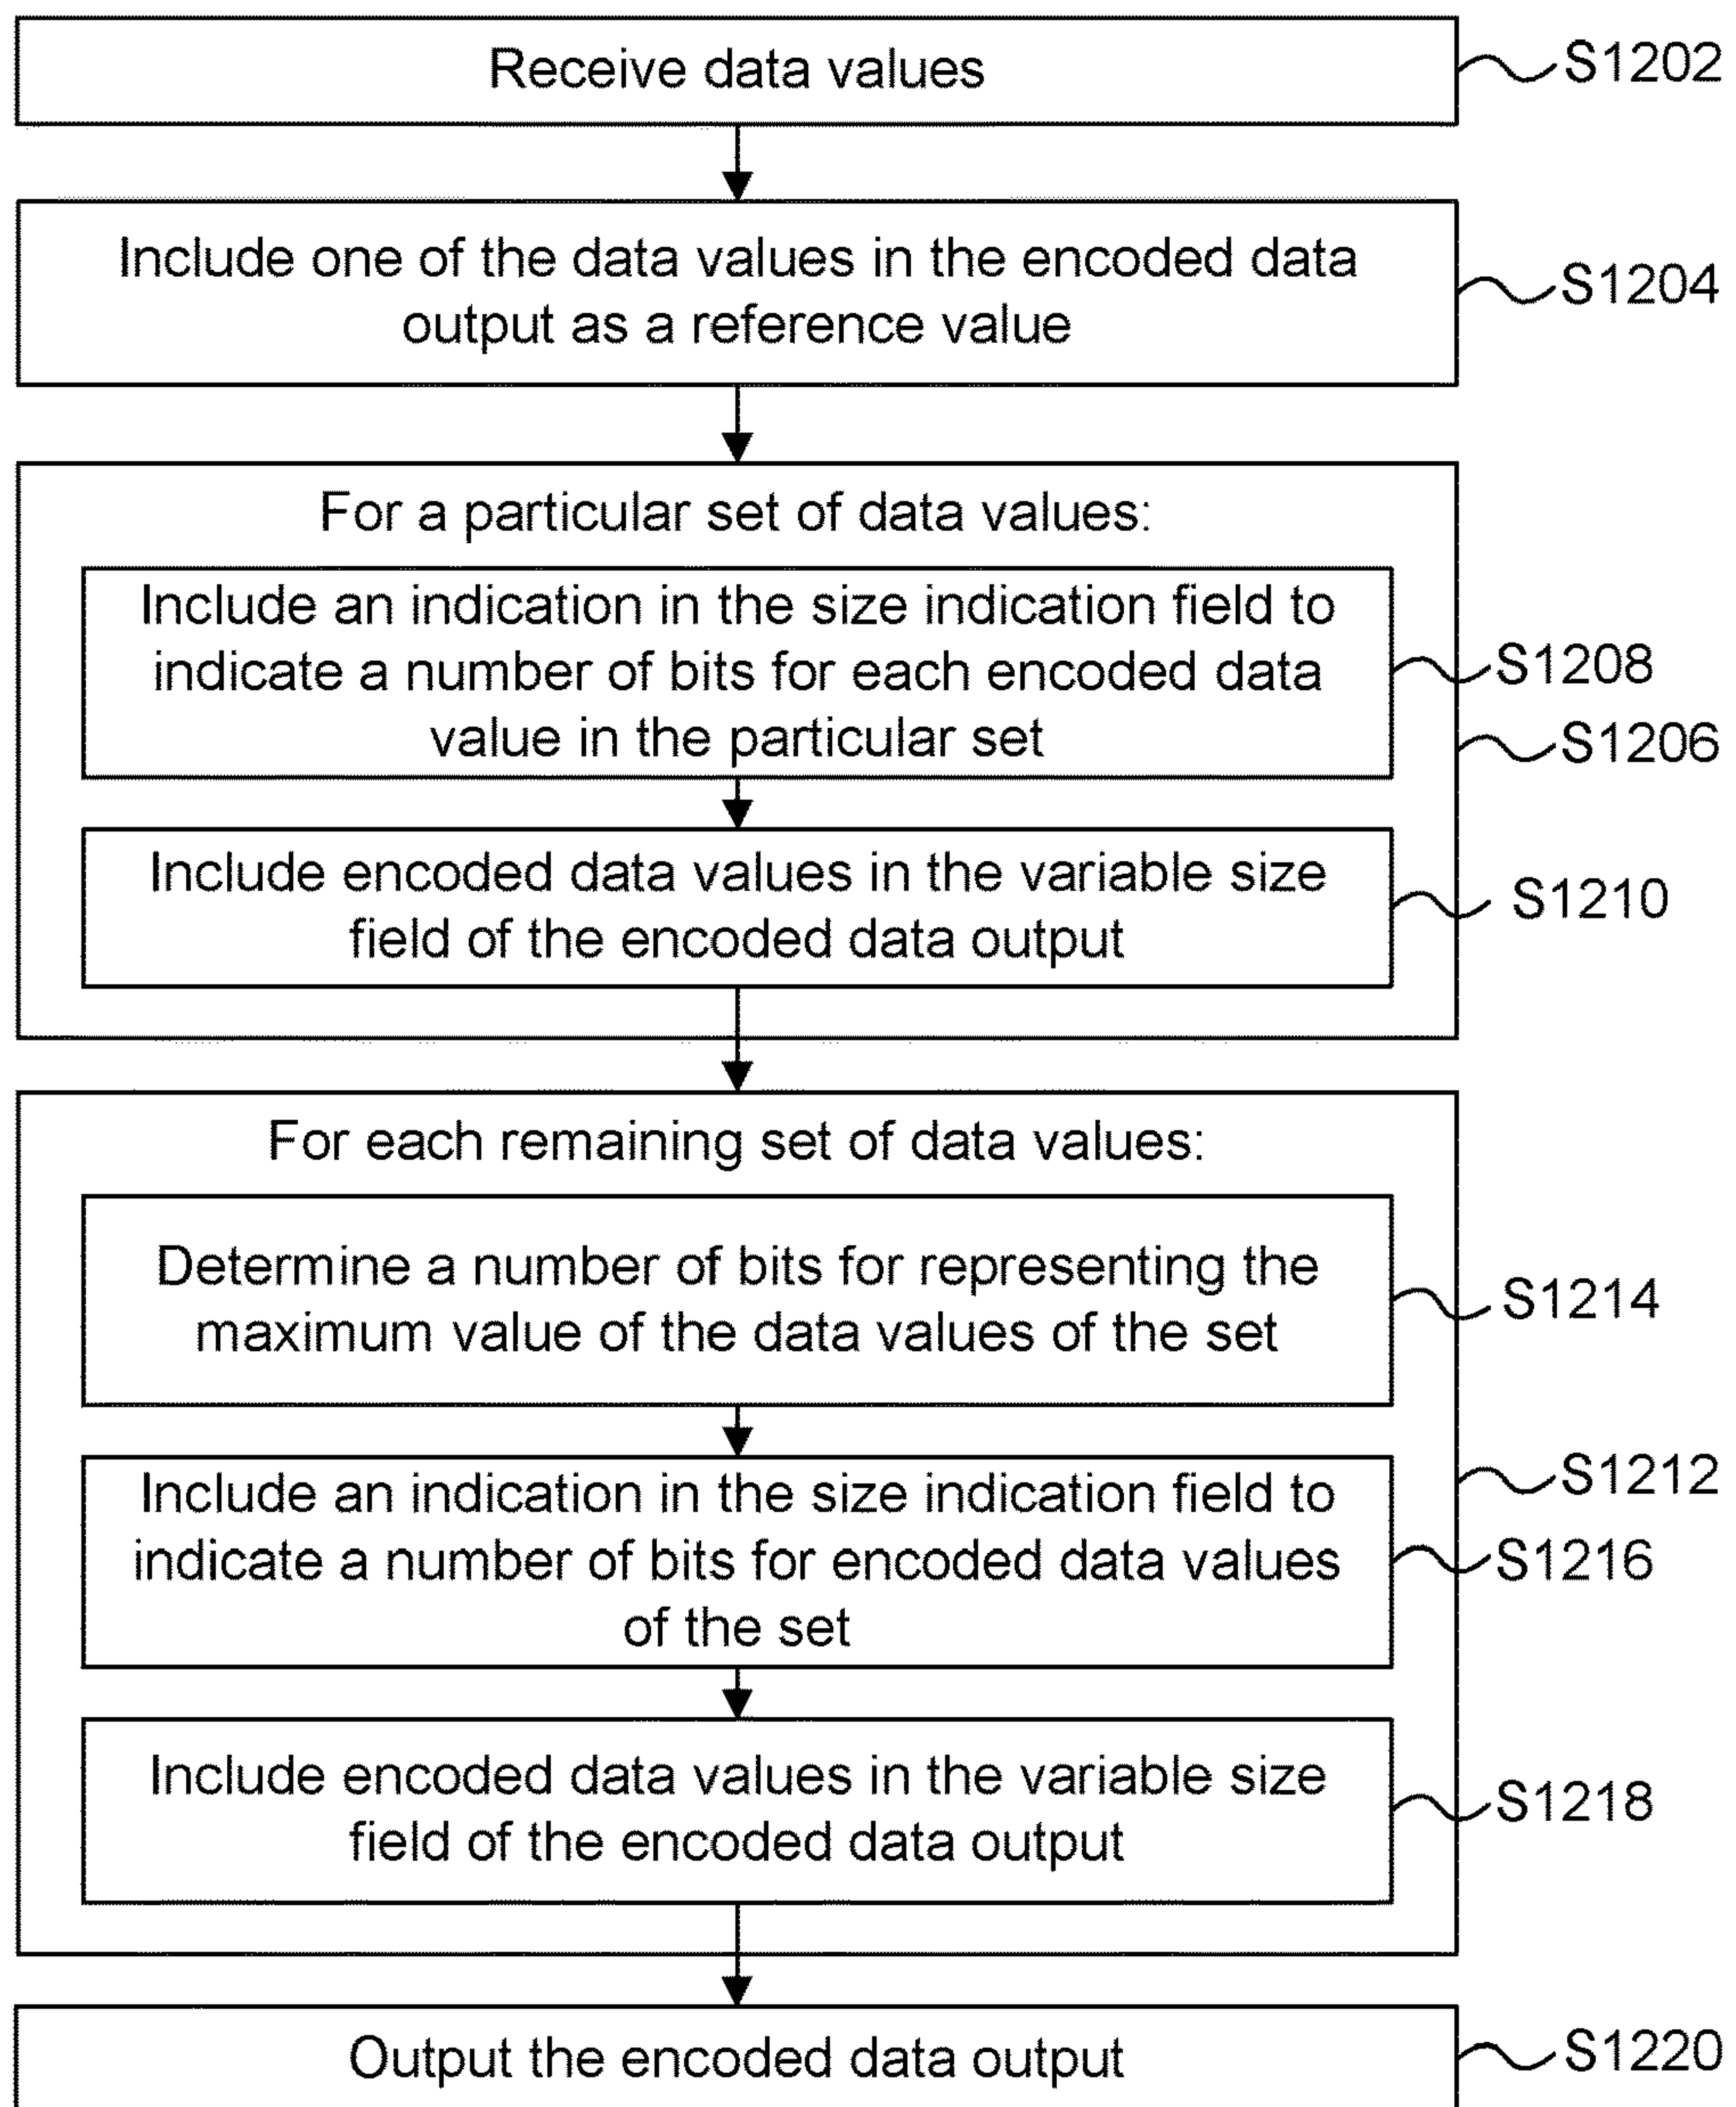 Receive data values
S1202
Include one of the data values in the encoded data
output as a reference value
S1204
For a particular set of data values:
Include an indication in the size indication field to
indicate a number of bits for each encoded data
value in the particular set
S1208
S1206
Include encoded data values in the variable size
field of the encoded data output
S1210
For each remaining set of data values:
Determine a number of bits for representing the
maximum value of the data values of the set
S1214
S1212
Include an indication in the size indication field to
indicate a number of bits for encoded data values
of the set
S1216
Include encoded data values in the variable size
field of the encoded data output
S1218
Output the encoded data output
S1220